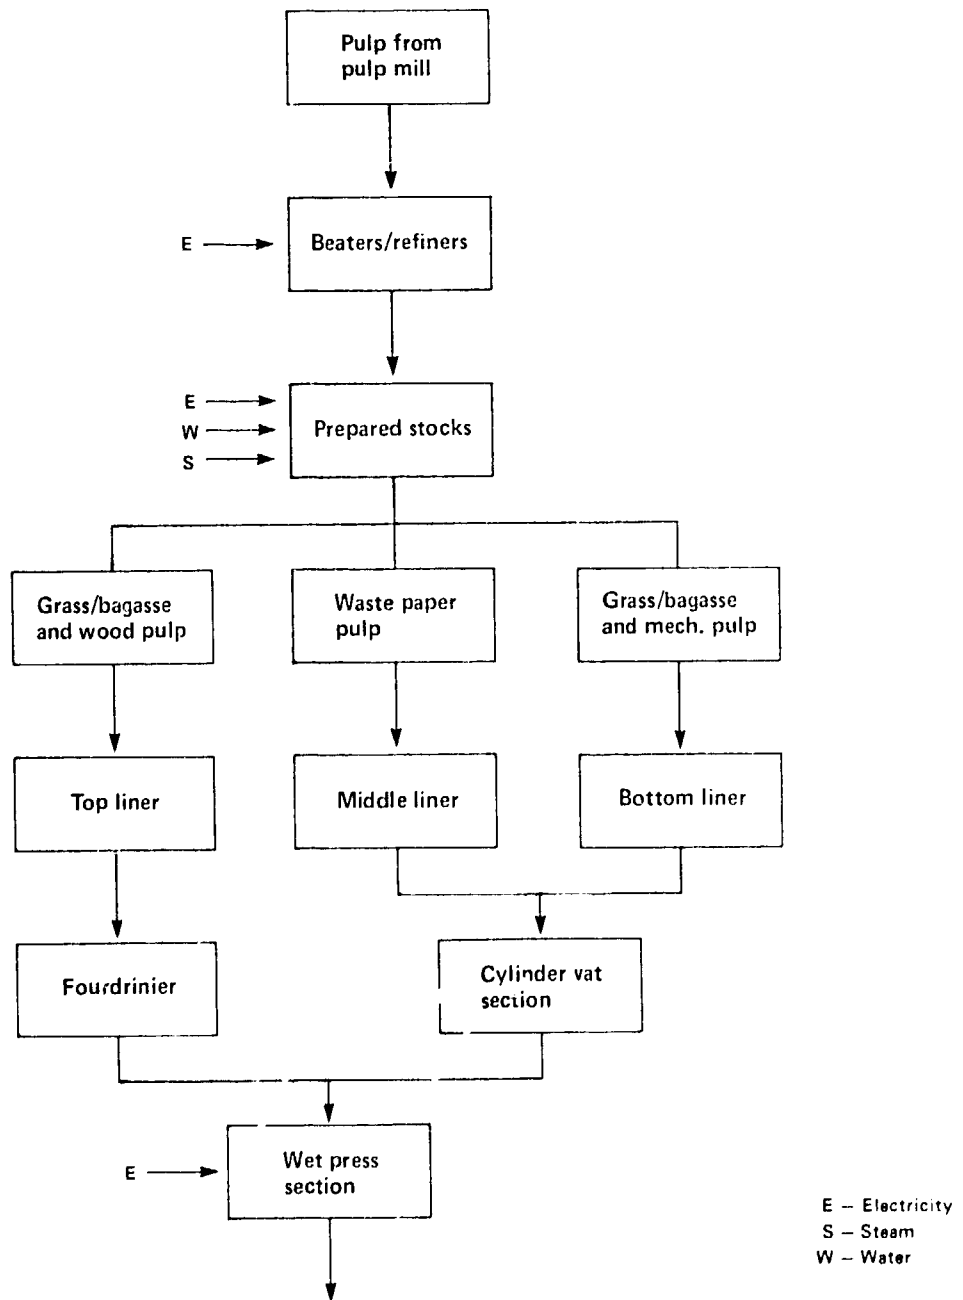 Pulp from
pulp mill
E
Beaters/refiners
E
W
S
Prepared stocks
Grass/bagasse
and wood pulp
Waste paper
pulp
Grass/bagasse
and mech. pulp
Top liner
Middle liner
Bottom liner
Fourdrinier
Cylinder vat
section
E
Wet press
section
E – Electricity
S – Steam
W – Water